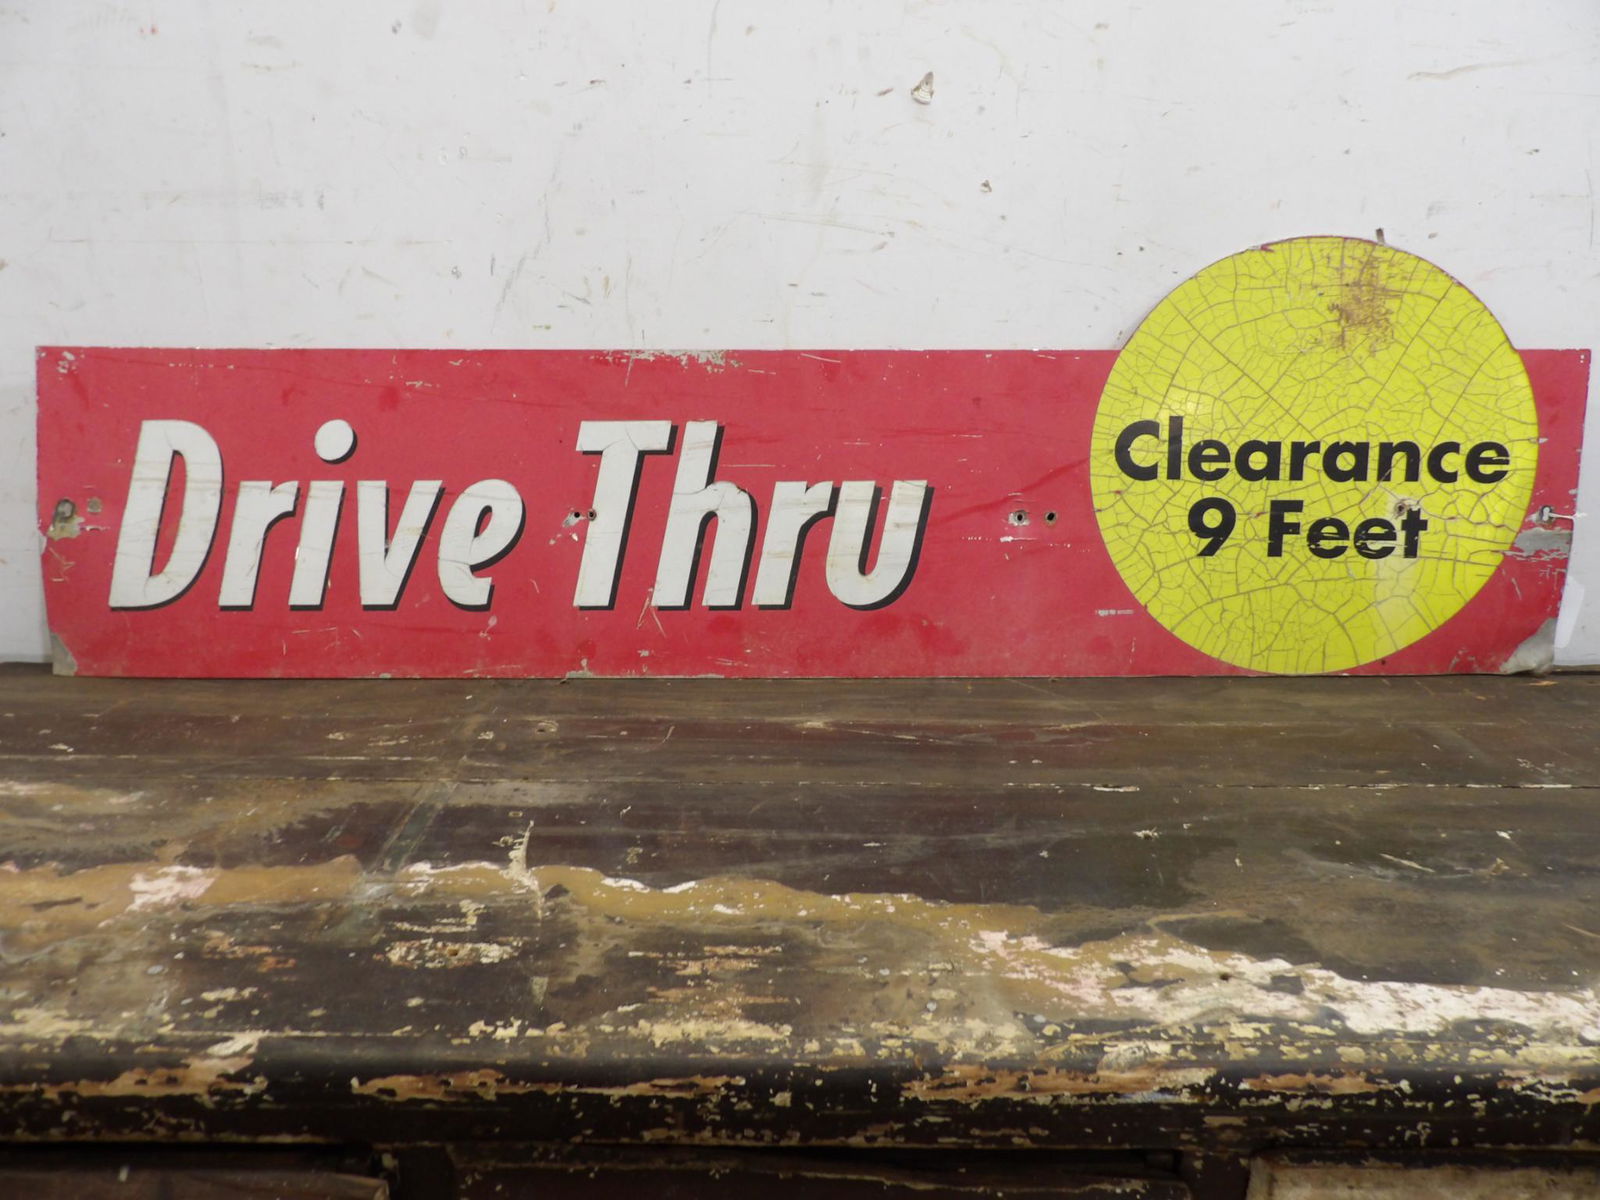 Drive Thru
Clearance
9 Feet